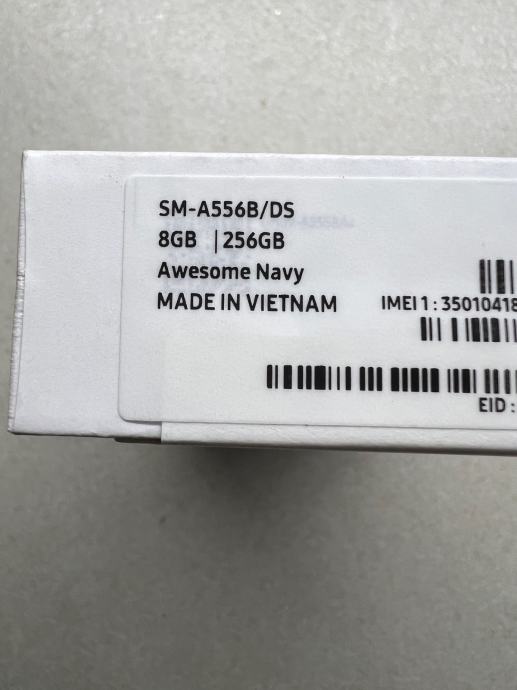 SM-A556B/DS
8GB | 256GB
Awesome Navy
MADE IN VIETNAM
IMEI 1 : 35010418
EID :